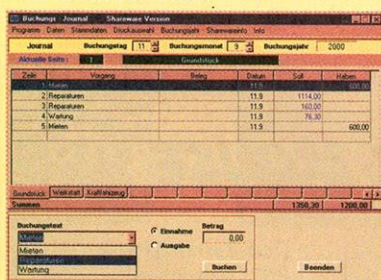 Buchungs - Journal Shareware Version
Programm Daten Stammdaten Druckauswahl Buchungsjahr Sharewareinfo Info
Journal Buchungstag 11 Buchungsmonat 9 Buchungsjahr 2000
Aktuelle Seite: 1 Grundstück
Zeile Vorgang Beleg Datum Soll Haben
1 Mieten 11.9 600,00
2 Reparaturen 11.9 1114,00
3 Reparaturen 11.9 160,00
4 Wartung 11.9 76,30
5 Mieten 11.9 600,00
Grundstück Werkstatt Kraftfahrzeug
Summen 1350,30 1200,00
Buchungstext Einnahme Betrag
Mieten 0,00
Ausgabe
Mieten
Reparaturen
Wartung
Buchen Beenden